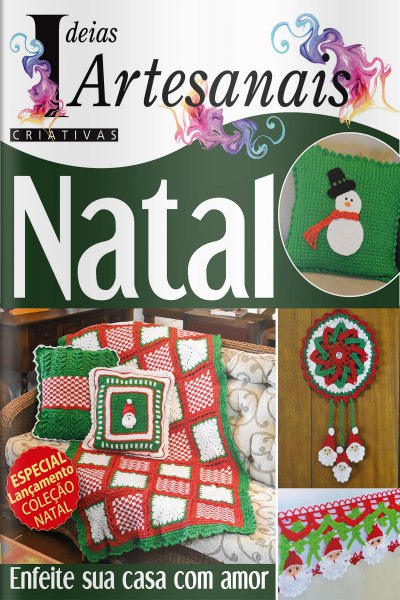 Ideias
Artesanais
CRIATIVAS
Natal
ESPECIAL
Lançamento
COLEÇÃO
NATAL
Enfeite sua casa com amor